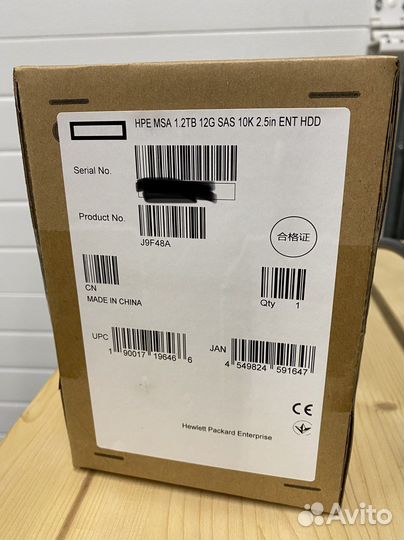 HPE MSA 1.2TB 12G SAS 10K 2.5in ENT HDD
Serial No.
Product No.
J9F48A
合格证
CN
MADE IN CHINA
Qty 1
UPC
1 90017 19646 6
JAN
4 549824 591647
CE
Hewlett Packard Enterprise
Avito